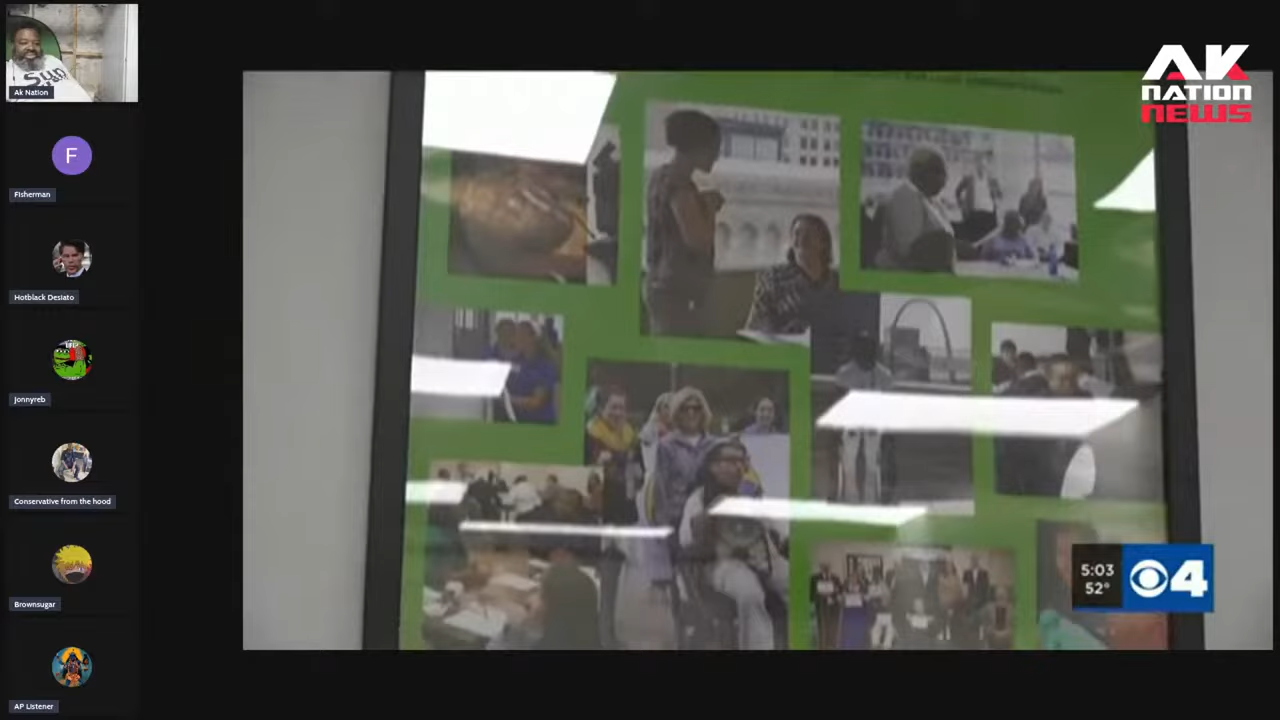 Sup
Ak Nation
F
Fisherman
Hotblack Desiato
Jonnyreb
Conservative from the hood
Brownsugar
AP Listener
AK
NATION
NEWS
5:03
52°
4